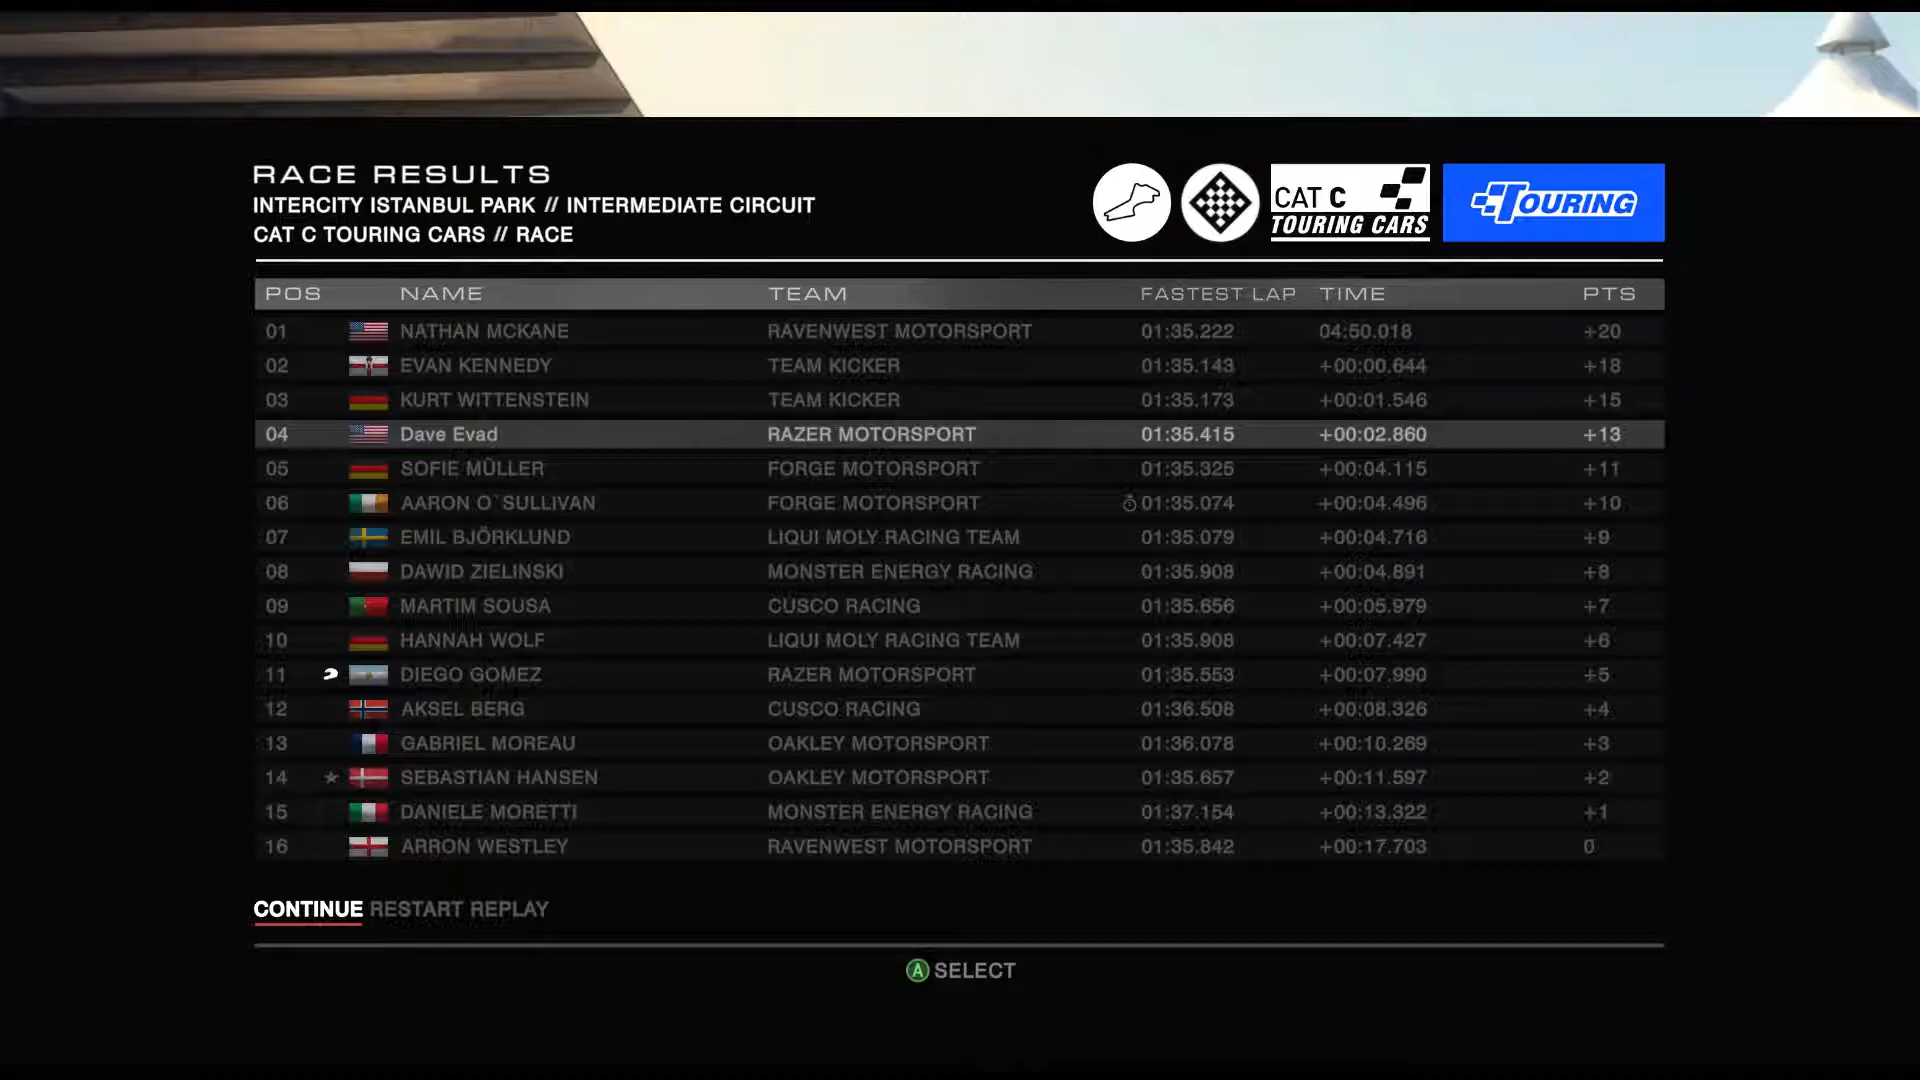 RACE RESULTS
INTERCITY ISTANBUL PARK // INTERMEDIATE CIRCUIT
CAT C TOURING CARS // RACE
CAT C
TOURING CARS
TOURING
POS NAME TEAM FASTEST LAP TIME PTS
01 NATHAN MCKANE RAVENWEST MOTORSPORT 01:35.222 04:50.018 +20
02 EVAN KENNEDY TEAM KICKER 01:35.143 +00:00.644 +18
03 KURT WITTENSTEIN TEAM KICKER 01:35.173 +00:01.546 +15
04 Dave Evad RAZER MOTORSPORT 01:35.415 +00:02.860 +13
05 SOFIE MÜLLER FORGE MOTORSPORT 01:35.325 +00:04.115 +11
06 AARON O`SULLIVAN FORGE MOTORSPORT 01:35.074 +00:04.496 +10
07 EMIL BJÖRKLUND LIQUI MOLY RACING TEAM 01:35.079 +00:04.716 +9
08 DAWID ZIELINSKI MONSTER ENERGY RACING 01:35.908 +00:04.891 +8
09 MARTIM SOUSA CUSCO RACING 01:35.656 +00:05.979 +7
10 HANNAH WOLF LIQUI MOLY RACING TEAM 01:35.908 +00:07.427 +6
11 DIEGO GOMEZ RAZER MOTORSPORT 01:35.553 +00:07.990 +5
12 AKSEL BERG CUSCO RACING 01:36.508 +00:08.326 +4
13 GABRIEL MOREAU OAKLEY MOTORSPORT 01:36.078 +00:10.269 +3
14 SEBASTIAN HANSEN OAKLEY MOTORSPORT 01:35.657 +00:11.597 +2
15 DANIELE MORETTI MONSTER ENERGY RACING 01:37.154 +00:13.322 +1
16 ARRON WESTLEY RAVENWEST MOTORSPORT 01:35.842 +00:17.703 0
CONTINUE RESTART REPLAY
A SELECT